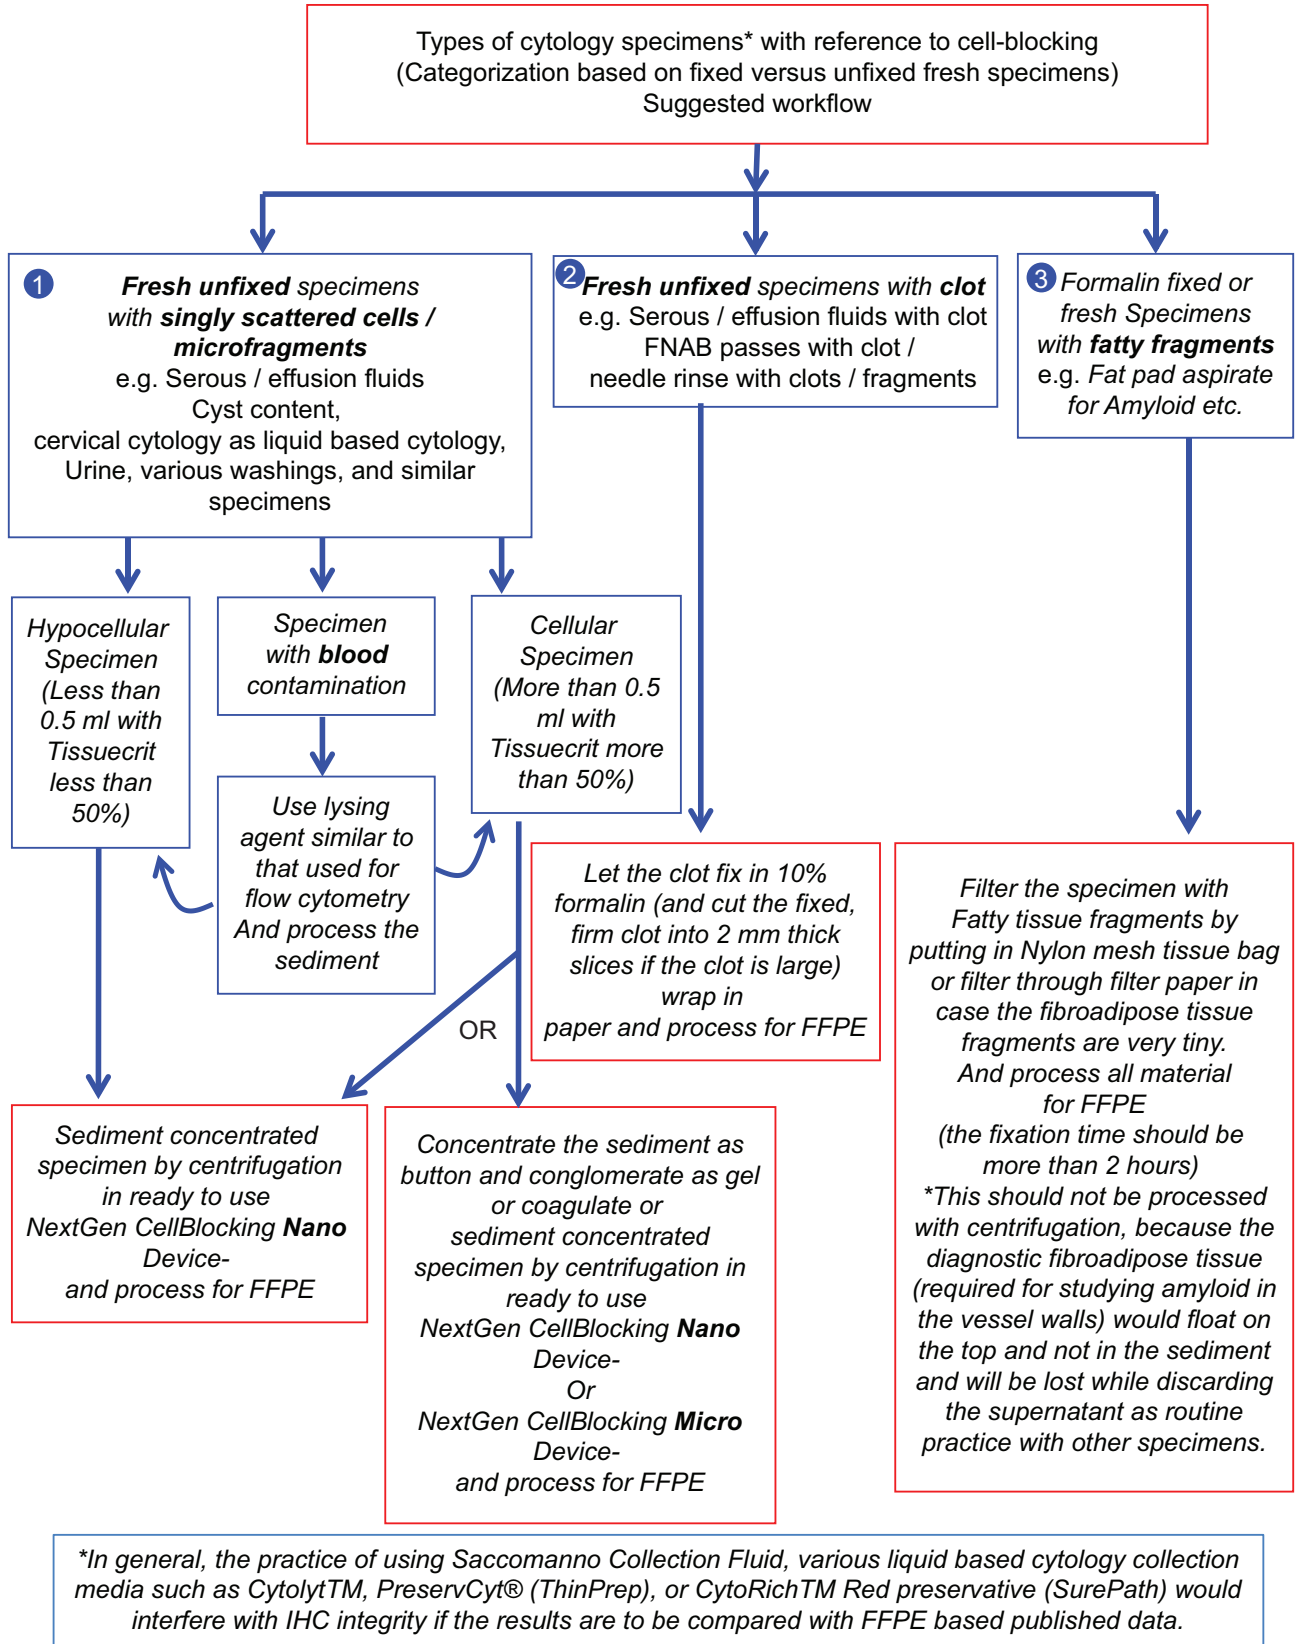 Types of cytology specimens* with reference to cell-blocking
(Categorization based on fixed versus unfixed fresh specimens)
Suggested workflow
1
Fresh unfixed specimens
with singly scattered cells /
microfragments
e.g. Serous / effusion fluids
Cyst content,
cervical cytology as liquid based cytology,
Urine, various washings, and similar
specimens
2
Fresh unfixed specimens with clot
e.g. Serous / effusion fluids with clot
FNAB passes with clot /
needle rinse with clots / fragments
3
Formalin fixed or
fresh Specimens
with fatty fragments
e.g. Fat pad aspirate
for Amyloid etc.
Hypocellular
Specimen
(Less than
0.5 ml with
Tissuecrit
less than
50%)
Specimen
with blood
contamination
Cellular
Specimen
(More than 0.5
ml with
Tissuecrit more
than 50%)
Use lysing
agent similar to
that used for
flow cytometry
And process the
sediment
Let the clot fix in 10%
formalin (and cut the fixed,
firm clot into 2 mm thick
slices if the clot is large)
wrap in
paper and process for FFPE
Filter the specimen with
Fatty tissue fragments by
putting in Nylon mesh tissue bag
or filter through filter paper in
case the fibroadipose tissue
fragments are very tiny.
And process all material
for FFPE
(the fixation time should be
more than 2 hours)
*This should not be processed
with centrifugation, because the
diagnostic fibroadipose tissue
(required for studying amyloid in
the vessel walls) would float on
the top and not in the sediment
and will be lost while discarding
the supernatant as routine
practice with other specimens.
OR
Sediment concentrated
specimen by centrifugation
in ready to use
NextGen CellBlocking Nano
Device-
and process for FFPE
Concentrate the sediment as
button and conglomerate as gel
or coagulate or
sediment concentrated
specimen by centrifugation in
ready to use
NextGen CellBlocking Nano
Device-
Or
NextGen CellBlocking Micro
Device-
and process for FFPE
*In general, the practice of using Saccomanno Collection Fluid, various liquid based cytology collection
media such as CytolytTM, PreservCyt® (ThinPrep), or CytoRichTM Red preservative (SurePath) would
interfere with IHC integrity if the results are to be compared with FFPE based published data.